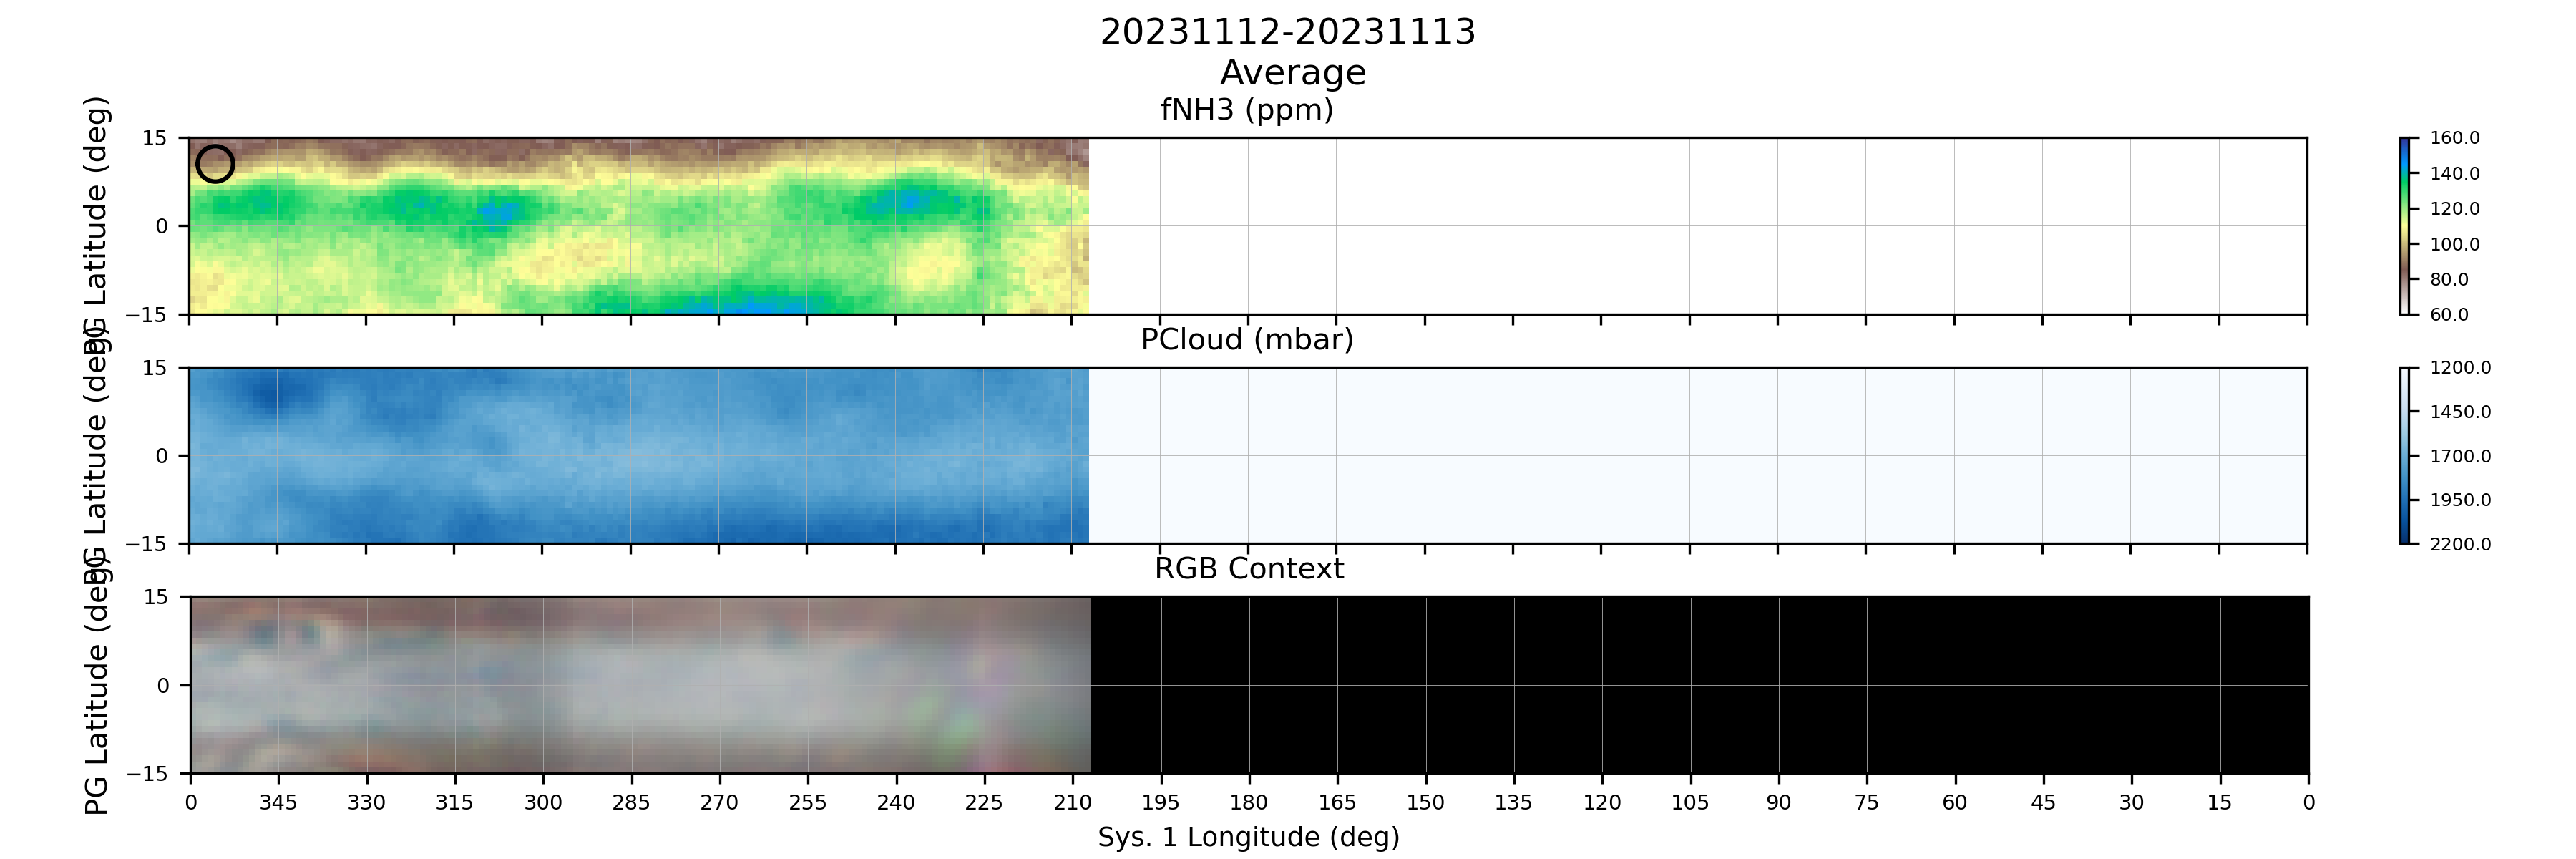 20231112-20231113
Average
fNH3 (ppm)
PG Latitude (deg)
15
0
−15
160.0
140.0
120.0
100.0
80.0
60.0
PCloud (mbar)
PG Latitude (deg)
15
0
−15
1200.0
1450.0
1700.0
1950.0
2200.0
RGB Context
PG Latitude (deg)
15
0
−15
0 345 330 315 300 285 270 255 240 225 210 195 180 165 150 135 120 105 90 75 60 45 30 15 0
Sys. 1 Longitude (deg)